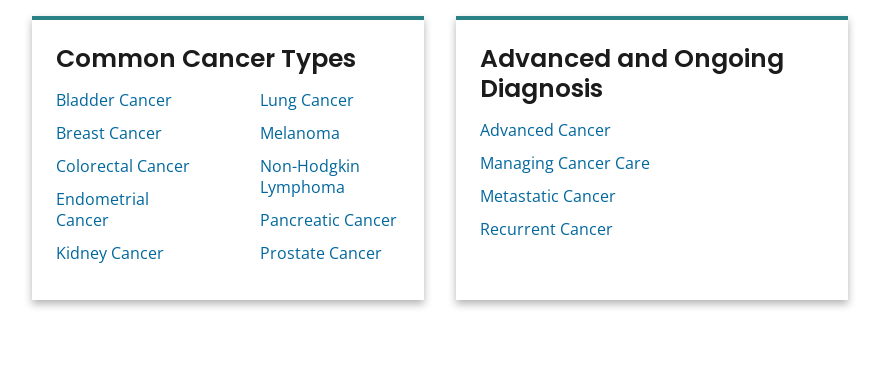 Common Cancer Types
Bladder Cancer
Breast Cancer
Colorectal Cancer
Endometrial
Cancer
Kidney Cancer
Lung Cancer
Melanoma
Non-Hodgkin
Lymphoma
Pancreatic Cancer
Prostate Cancer
Advanced and Ongoing
Diagnosis
Advanced Cancer
Managing Cancer Care
Metastatic Cancer
Recurrent Cancer